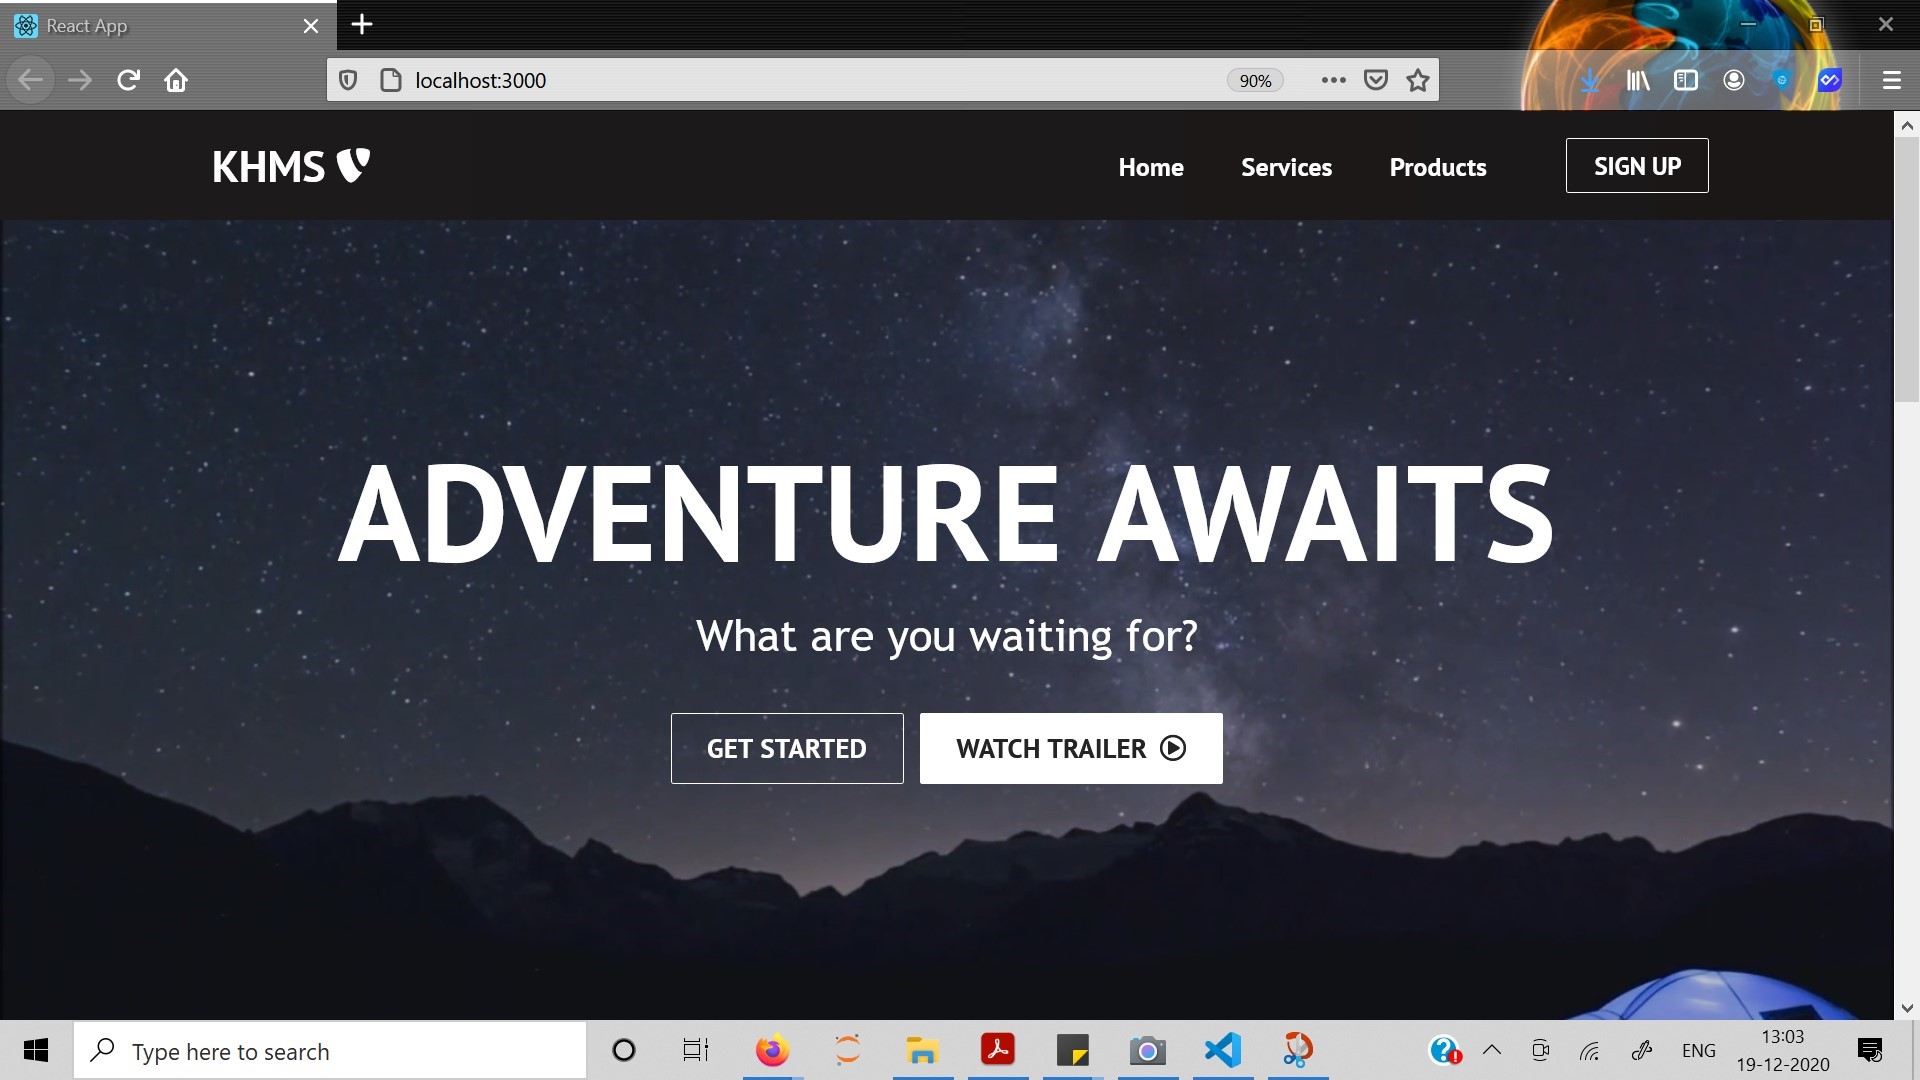 React App
localhost:3000
90%
KHMS
Home
Services
Products
SIGN UP
ADVENTURE AWAITS
What are you waiting for?
GET STARTED
WATCH TRAILER
Type here to search
ENG
13:03
19-12-2020